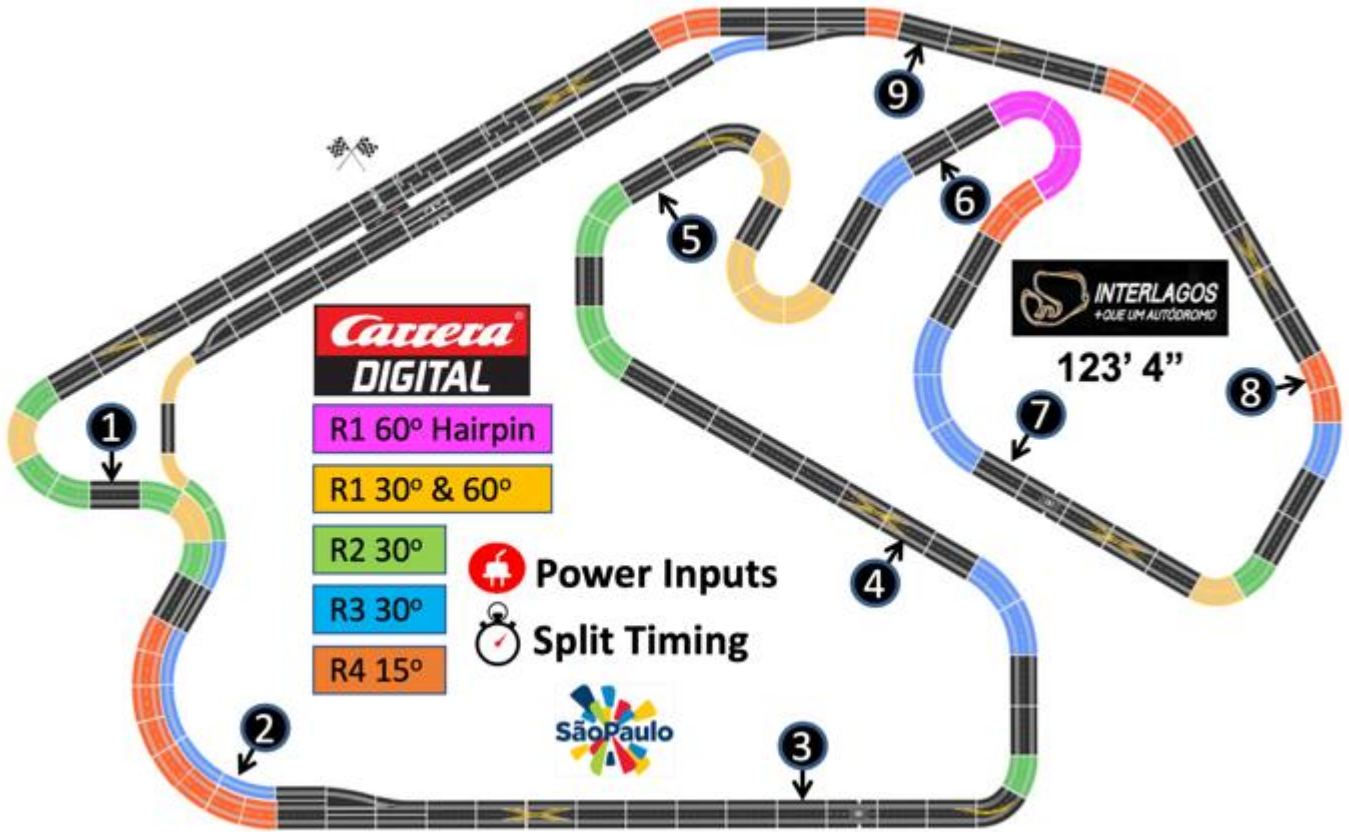 9
6
5
INTERLAGOS
+QUE UM AUTÓDROMO
123' 4”
Carrera
DIGITAL
8
1
7
R1 60º Hairpin
R1 30º & 60º
R2 30º
Power Inputs
4
R3 30º
Split Timing
R4 15º
2
SãoPaulo
3